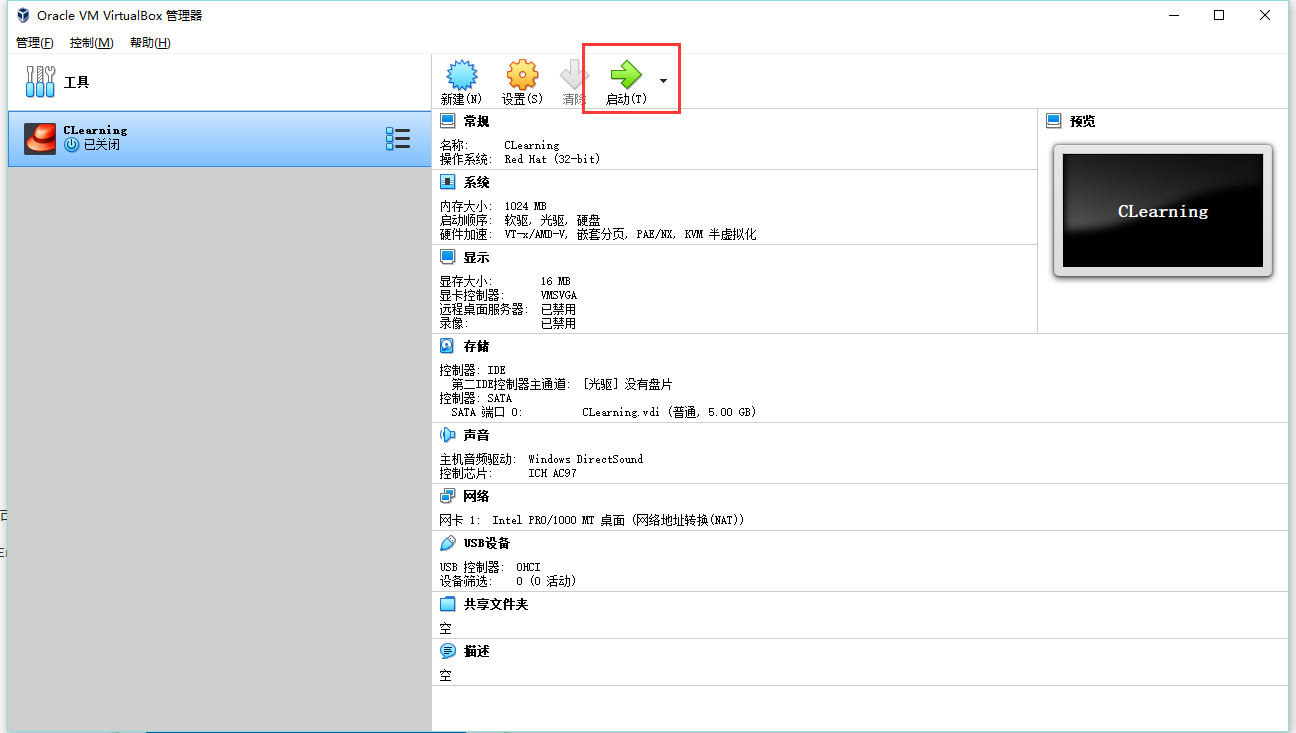 Oracle VM VirtualBox 管理器
管理(F) 控制(M) 帮助(H)
工具
CLearning
已关闭
新建(N) 设置(S) 清除 启动(T)
常规
名称: CLearning
操作系统: Red Hat (32-bit)
系统
内存大小: 1024 MB
启动顺序: 软驱, 光驱, 硬盘
硬件加速: VT-x/AMD-V, 嵌套分页, PAE/NX, KVM 半虚拟化
显示
显存大小: 16 MB
显卡控制器: VMSVGA
远程桌面服务器: 已禁用
录像: 已禁用
预览
CLearning
存储
控制器: IDE
第二IDE控制器主通道: [光驱] 没有盘片
控制器: SATA
SATA 端口 0: CLearning.vdi (普通, 5.00 GB)
声音
主机音频驱动: Windows DirectSound
控制芯片: ICH AC97
网络
网卡 1: Intel PRO/1000 MT 桌面 (网络地址转换(NAT))
USB设备
USB 控制器: OHCI
设备筛选: 0 (0 活动)
共享文件夹
空
描述
空